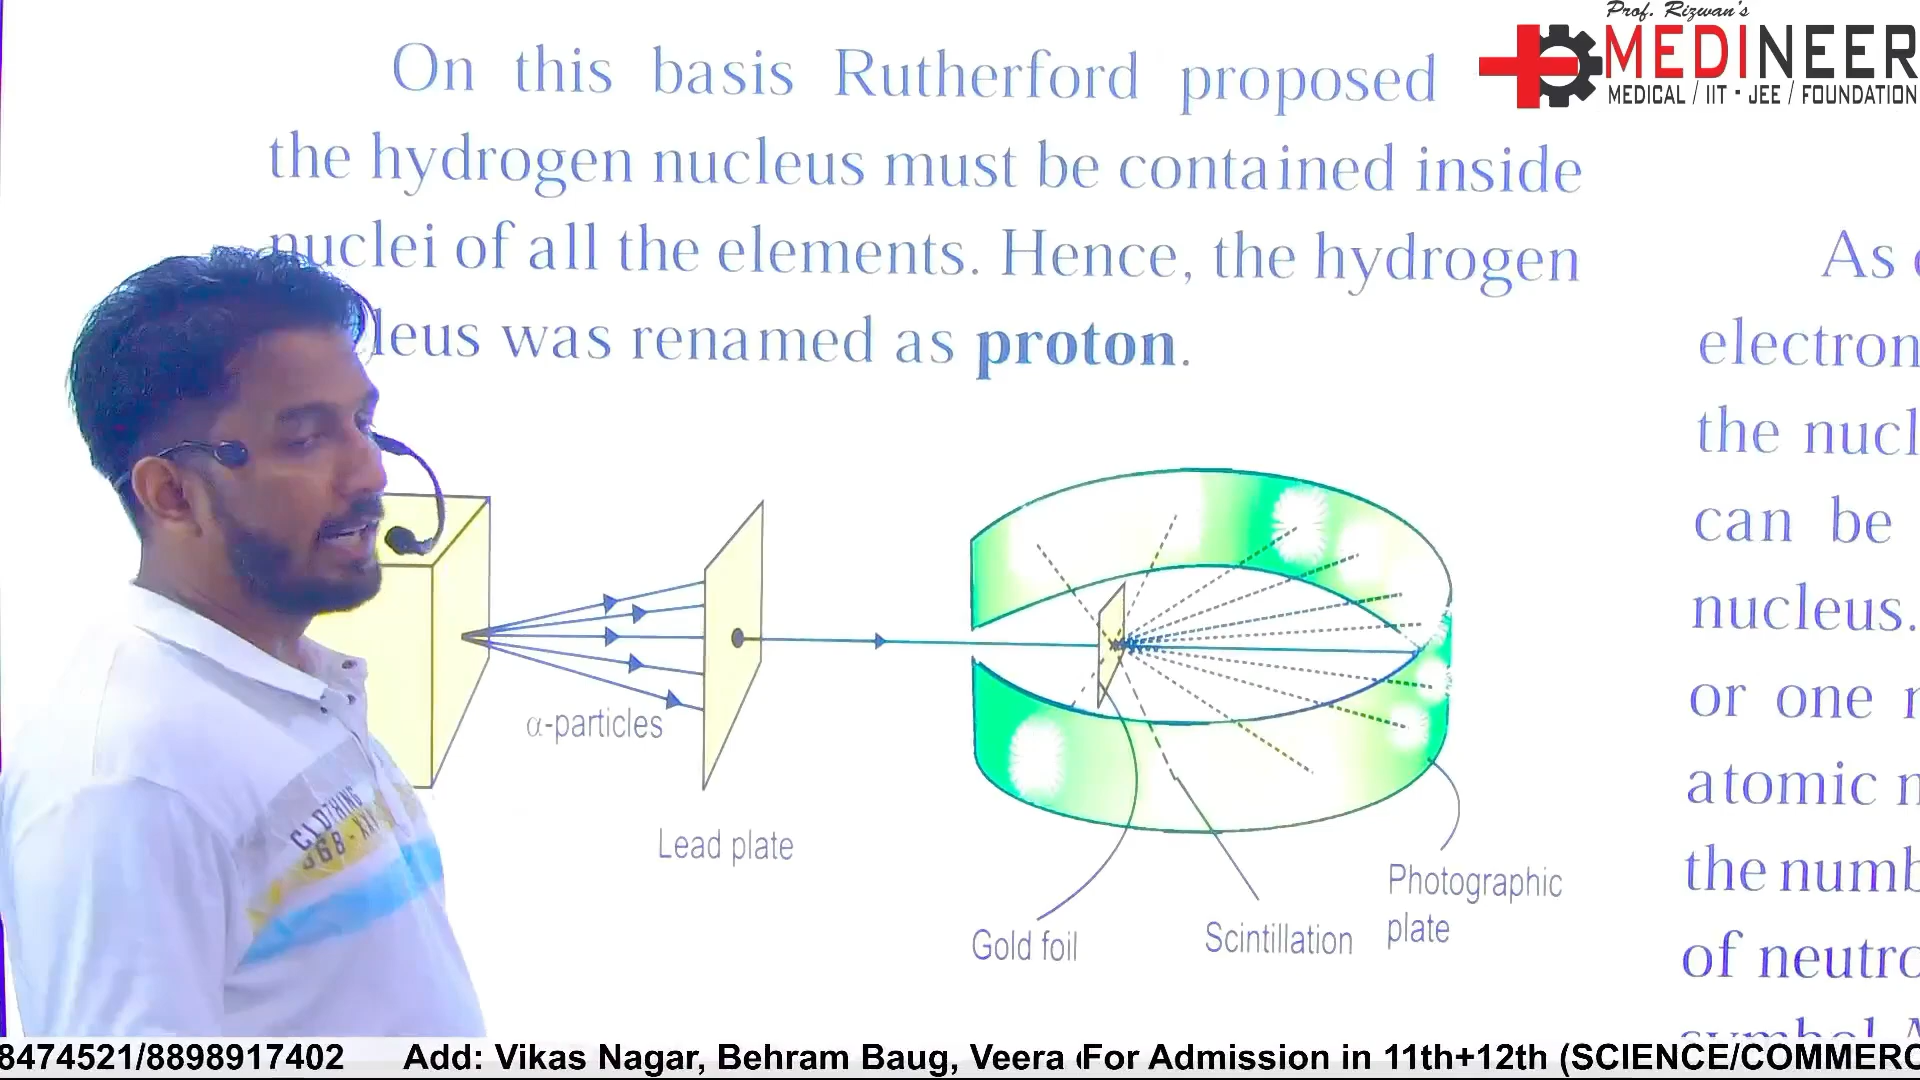 Prof. Rizwan's
MEDINEER
MEDICAL / IIT - JEE / FOUNDATION
On this basis Rutherford proposed
the hydrogen nucleus must be contained inside
nuclei of all the elements. Hence, the hydrogen
leus was renamed as proton.
α-particles
Lead plate
Gold foil
Scintillation
Photographic
plate
As
electron
the nucl
can be
nucleus.
or one
atomic
the numb
of neutro
CLOTHING
8474521/8898917402 Add: Vikas Nagar, Behram Baug, Veera For Admission in 11th+12th (SCIENCE/COMMERC